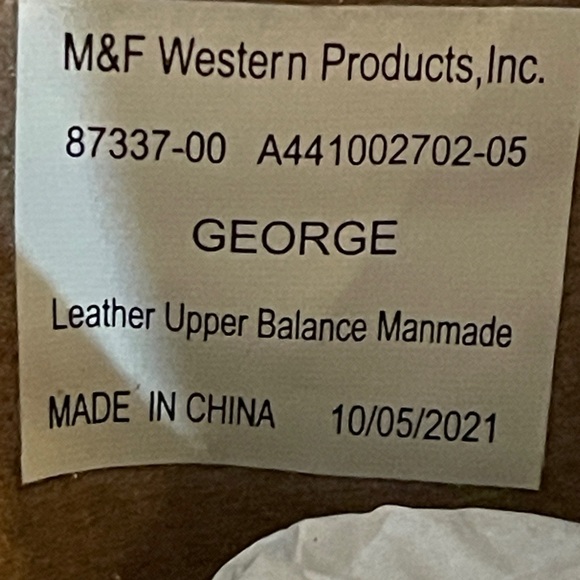 M&F Western Products,Inc.
87337-00 A441002702-05
GEORGE
Leather Upper Balance Manmade
MADE IN CHINA 10/05/2021